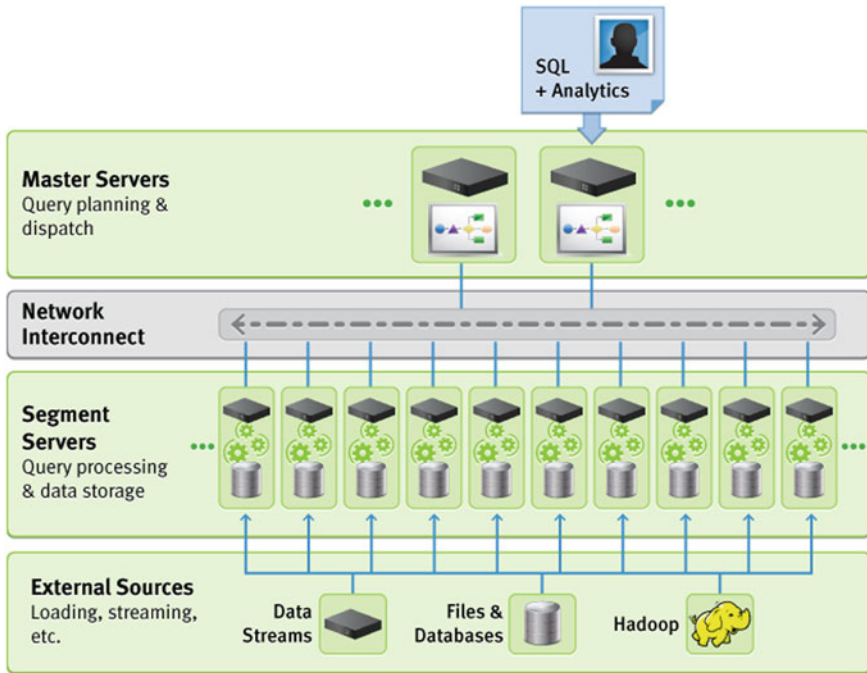 SQL
+ Analytics
Master Servers
Query planning &
dispatch
Network
Interconnect
Segment
Servers
Query processing
& data storage
External Sources
Loading, streaming,
etc.
Data
Streams
Files &
Databases
Hadoop